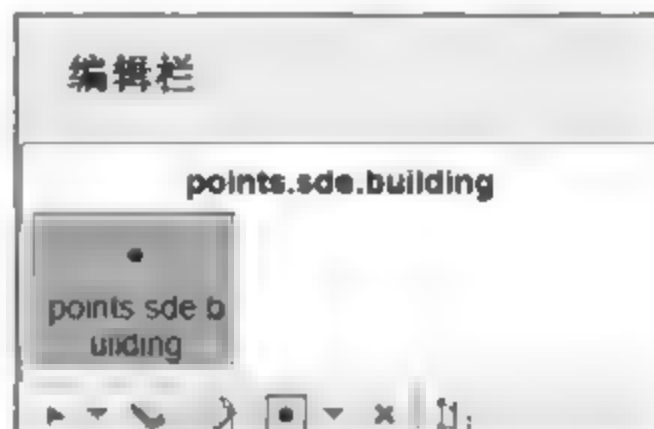 编辑栏
points.sde.building
points sde b
uilding